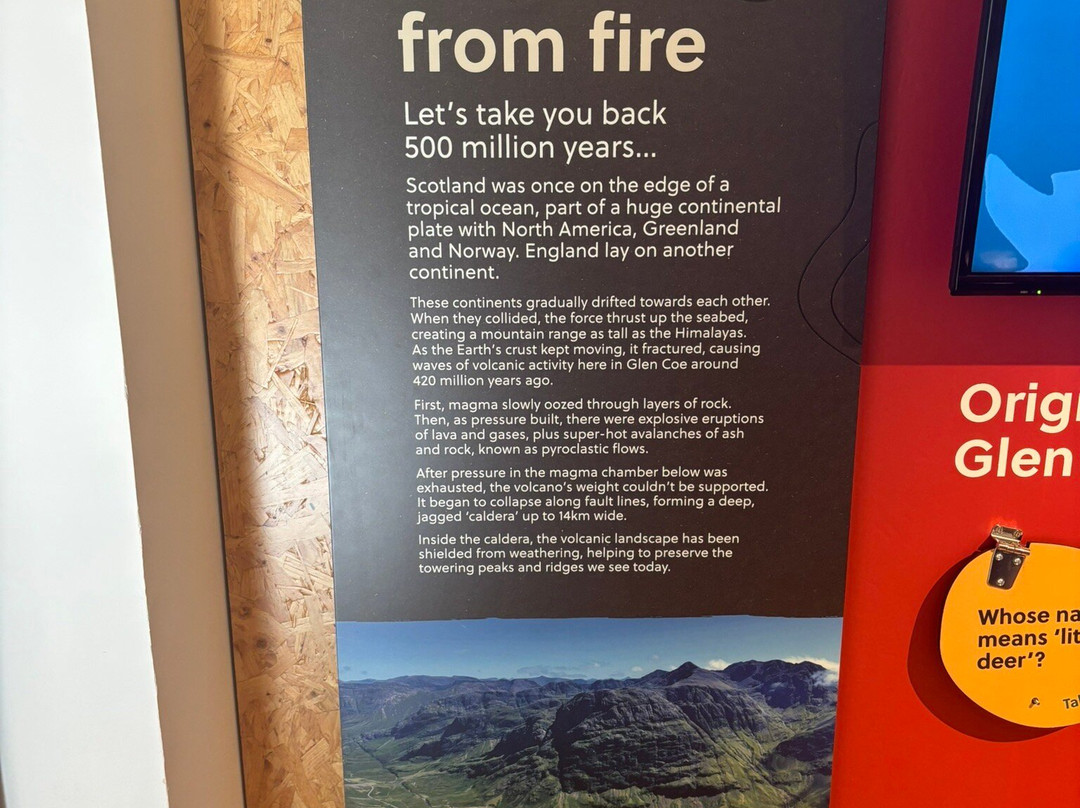 from fire
Let's take you back
500 million years...
Scotland was once on the edge of a
tropical ocean, part of a huge continental
plate with North America, Greenland
and Norway. England lay on another
continent.
These continents gradually drifted towards each other.
When they collided, the force thrust up the seabed,
creating a mountain range as tall as the Himalayas.
As the Earth's crust kept moving, it fractured, causing
waves of volcanic activity here in Glen Coe around
420 million years ago.
First, magma slowly oozed through layers of rock.
Then, as pressure built, there were explosive eruptions
of lava and gases, plus super-hot avalanches of ash
and rock, known as pyroclastic flows.
After pressure in the magma chamber below was
exhausted, the volcano's weight couldn't be supported.
It began to collapse along fault lines, forming a deep,
jagged 'caldera' up to 14km wide.
Inside the caldera, the volcanic landscape has been
shielded from weathering, helping to preserve the
towering peaks and ridges we see today.
Glen
Whose
means
deer'?